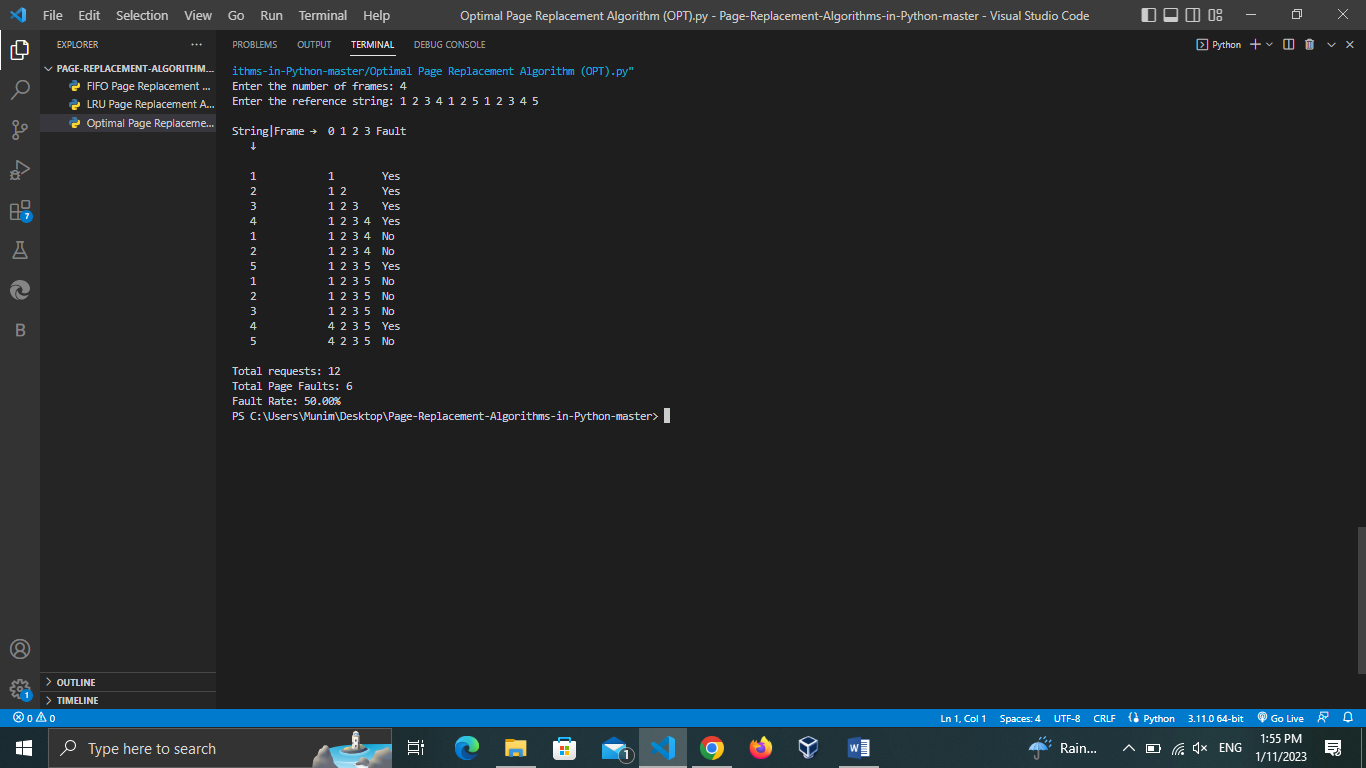 File Edit Selection View Go Run Terminal Help
Optimal Page Replacement Algorithm (OPT).py - Page-Replacement-Algorithms-in-Python-master - Visual Studio Code
EXPLORER ...
PAGE-REPLACEMENT-ALGORITHM...
FIFO Page Replacement ...
LRU Page Replacement A...
Optimal Page Replaceme...
OUTLINE
TIMELINE
7
B
1
PROBLEMS OUTPUT TERMINAL DEBUG CONSOLE
Python
ithms-in-Python-master/Optimal Page Replacement Algorithm (OPT).py"
Enter the number of frames: 4
Enter the reference string: 1 2 3 4 1 2 5 1 2 3 4 5
String|Frame → 0 1 2 3 Fault
↓
1 1 Yes
2 1 2 Yes
3 1 2 3 Yes
4 1 2 3 4 Yes
1 1 2 3 4 No
2 1 2 3 4 No
5 1 2 3 5 Yes
1 1 2 3 5 No
2 1 2 3 5 No
3 1 2 3 5 No
4 4 2 3 5 Yes
5 4 2 3 5 No
Total requests: 12
Total Page Faults: 6
Fault Rate: 50.00%
PS C:\Users\Munim\Desktop\Page-Replacement-Algorithms-in-Python-master>
0 0 Ln 1, Col 1 Spaces: 4 UTF-8 CRLF Python 3.11.0 64-bit Go Live
Type here to search
1
Rain...
ENG
1:55 PM
1/11/2023